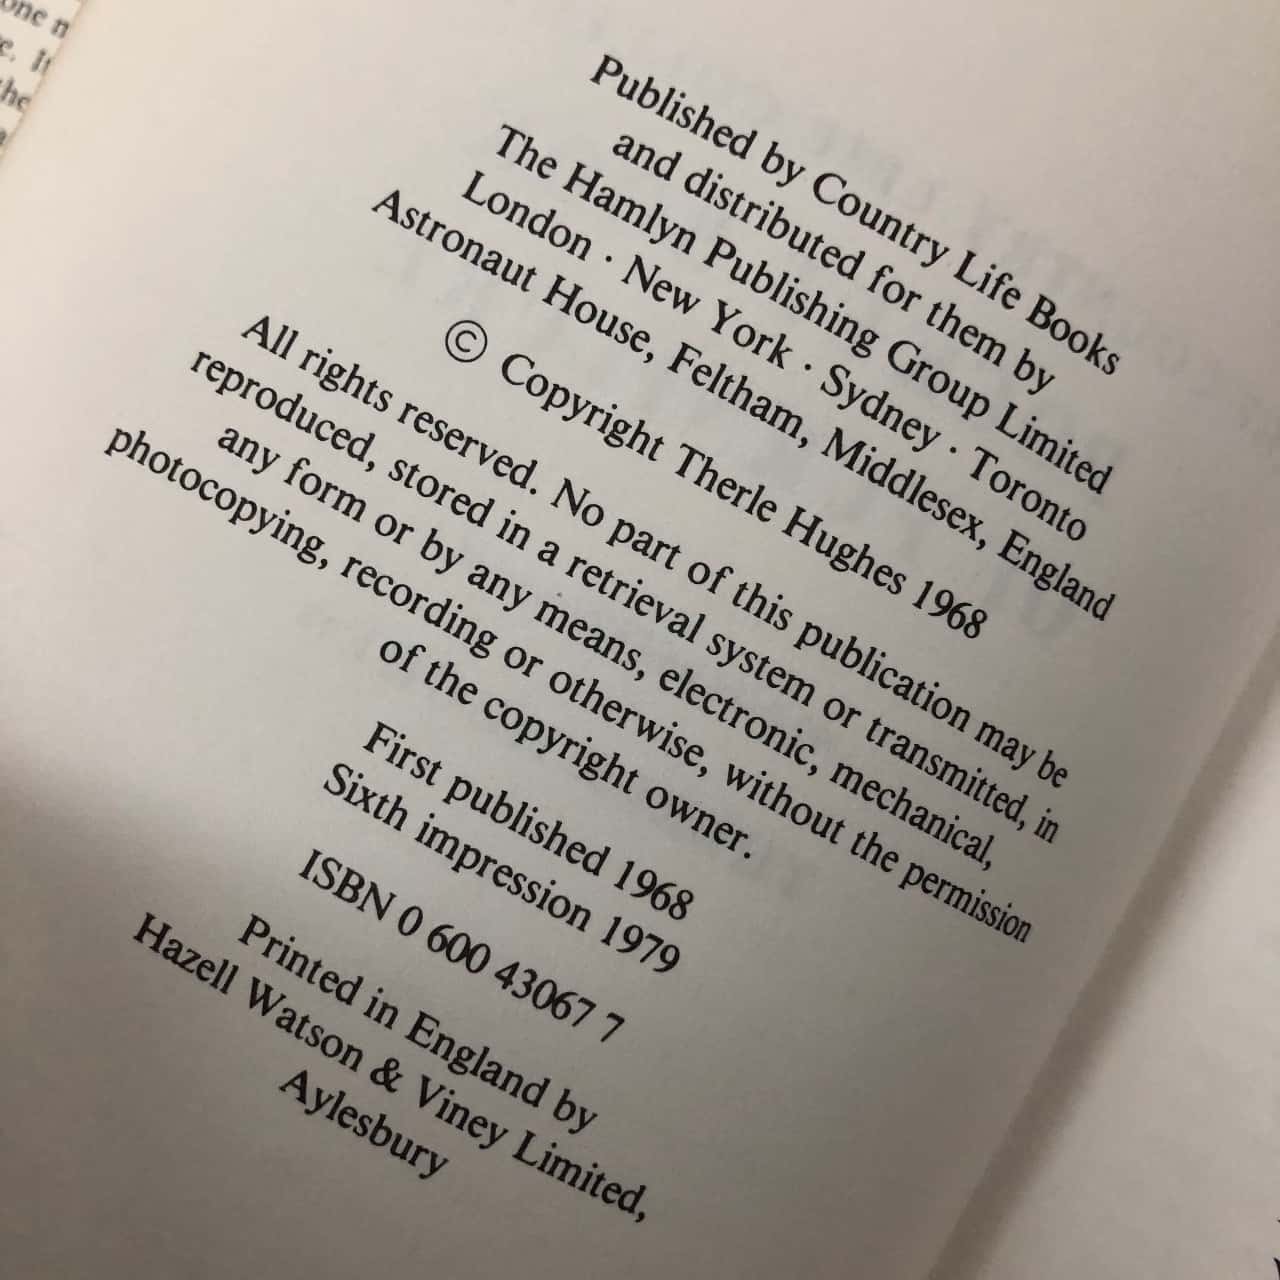 one
the
Published by Country Life Books
and distributed for them by
The Hamlyn Publishing Group Limited
London · New York · Sydney · Toronto
Astronaut House, Feltham, Middlesex, England
© Copyright Therle Hughes 1968
All rights reserved. No part of this publication may be
reproduced, stored in a retrieval system or transmitted, in
any form or by any means, electronic, mechanical,
photocopying, recording or otherwise, without the permission
of the copyright owner.
First published 1968
Sixth impression 1979
ISBN 0 600 43067 7
Printed in England by
Hazell Watson & Viney Limited,
Aylesbury